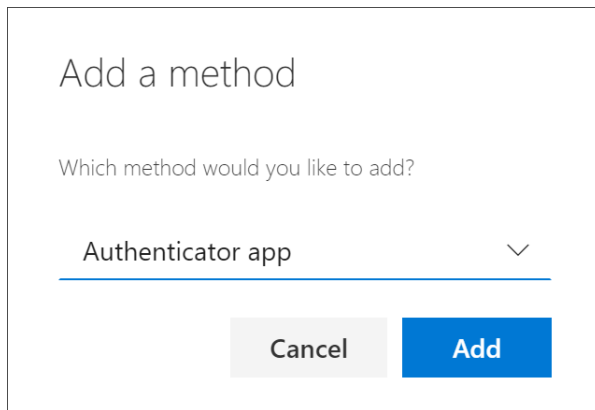 Add a method
Which method would you like to add?
Authenticator app
Cancel Add